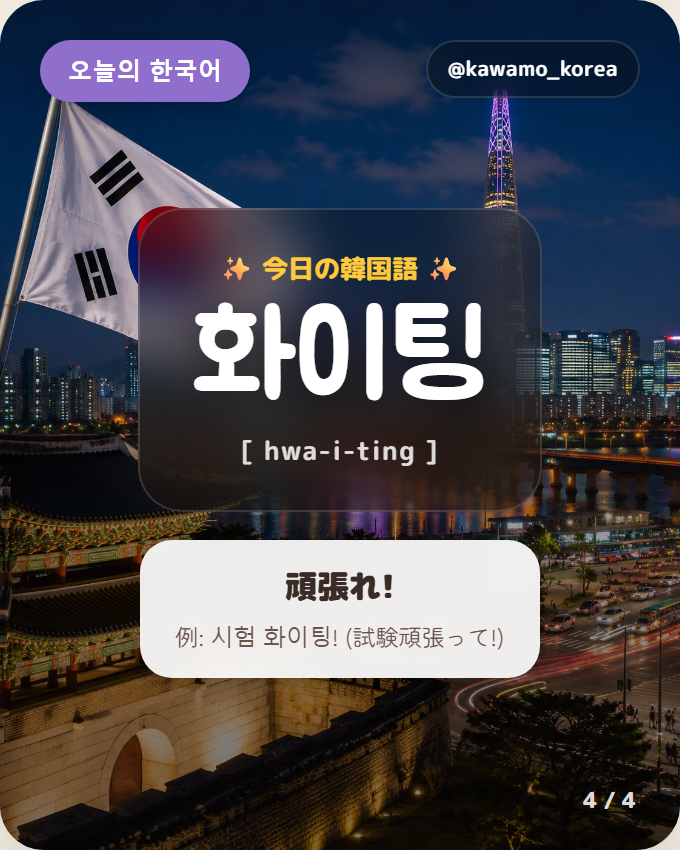 오늘의 한국어
@kawamo_korea
✨ 今日の韓国語 ✨
화이팅
[ hwa-i-ting ]
頑張れ!
例: 시험 화이팅! (試験頑張って!)
4 / 4